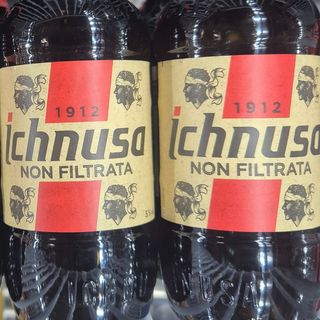 1912
ichnusa
NON FILTRATA
1912
ichnusa
NON FILTRATA